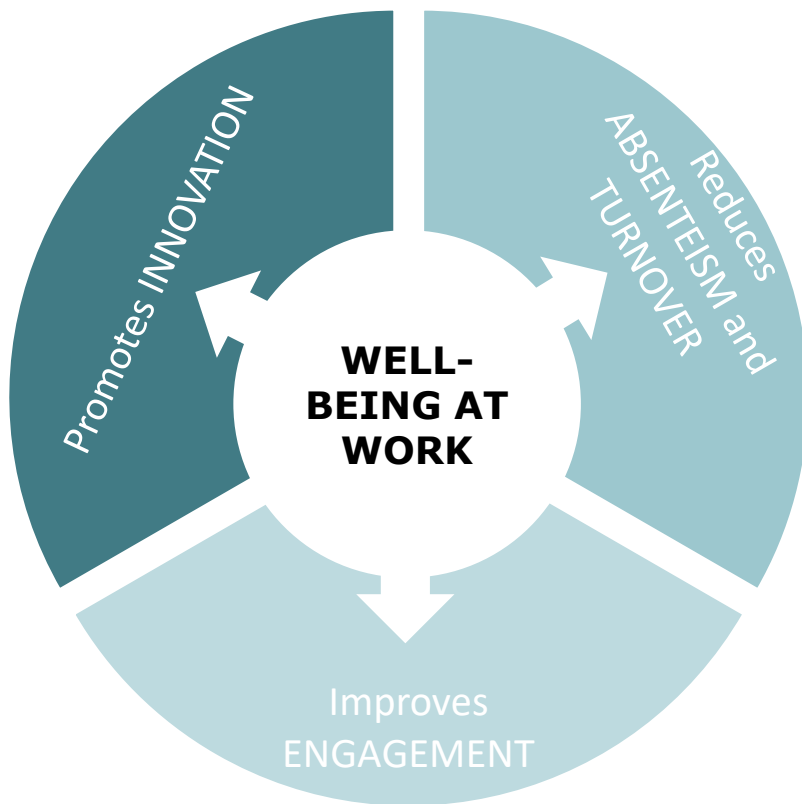 WELL-
BEING AT
WORK
Promotes INNOVATION
Reduces
ABSENTEISM and
TURNOVER
Improves
ENGAGEMENT